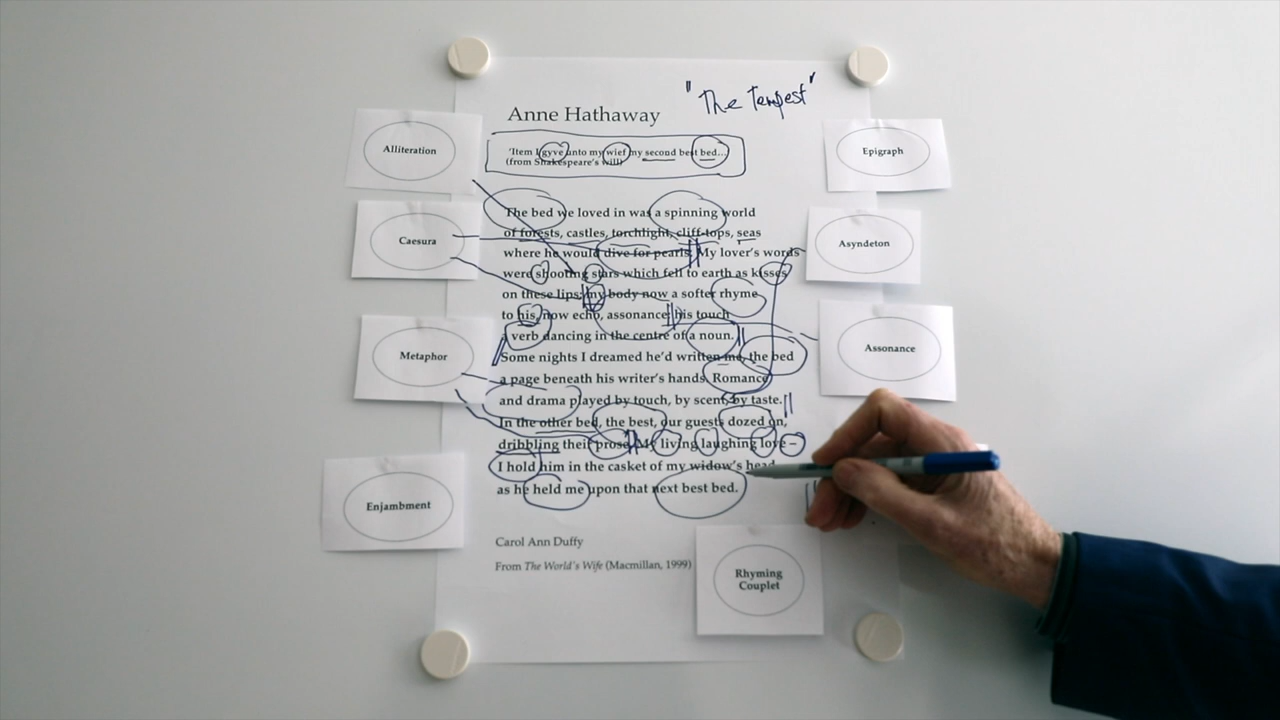 "The Tempest"
Anne Hathaway
'Item I gyve unto my wief my second best bed...
(from Shakespeare's will)
Alliteration
Caesura
Metaphor
Enjambment
The bed we loved in was a spinning world
of forests, castles, torchlight, cliff-tops, seas
where he would dive for pearls. My lover's words
were shooting stars which fell to earth as kisses
on these lips; my body now a softer rhyme
to his, now echo, assonance; his touch
a verb dancing in the centre of a noun.
Some nights I dreamed he'd written me, the bed
a page beneath his writer's hands. Romance
and drama played by touch, by scent, by taste.
In the other bed, the best, our guests dozed on,
dribbling their prose. My living laughing love –
I hold him in the casket of my widow's head
as he held me upon that next best bed.
Carol Ann Duffy
From The World's Wife (Macmillan, 1999)
Epigraph
Asyndeton
Assonance
Rhyming
Couplet